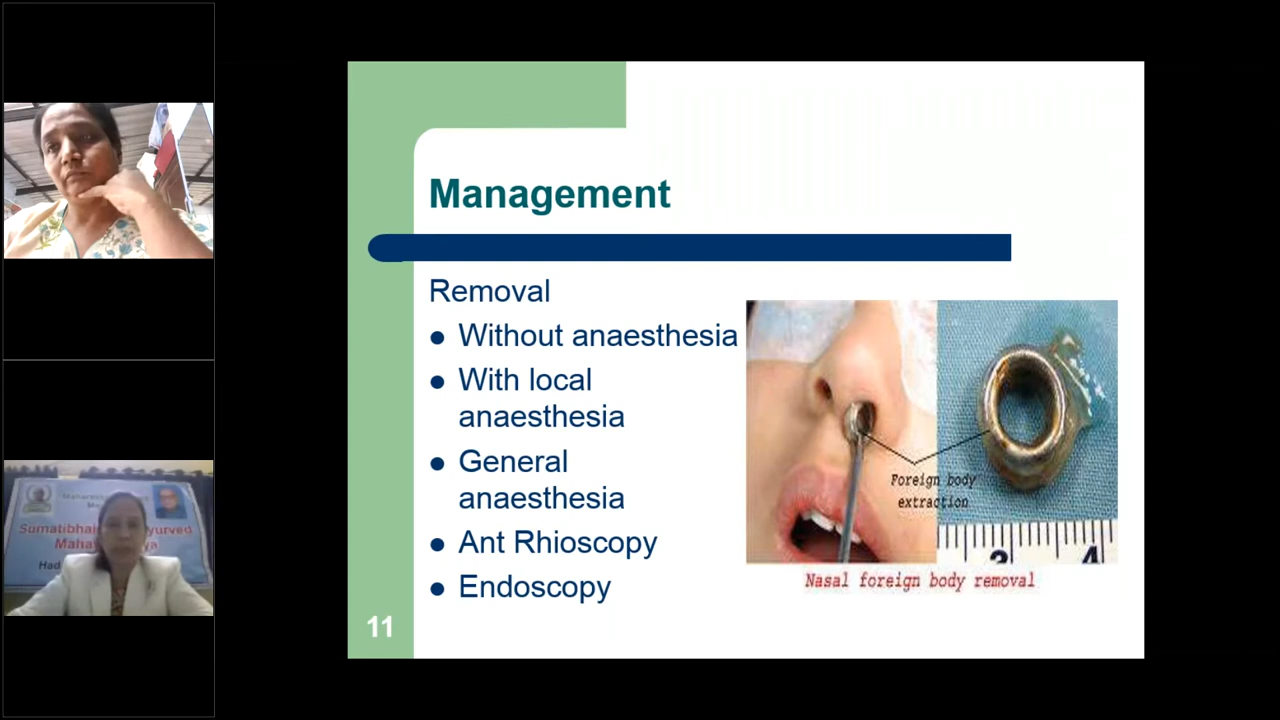 Management
Removal
● Without anaesthesia
● With local
anaesthesia
● General
anaesthesia
● Ant Rhioscopy
● Endoscopy
11
Foreign body
extraction
3 4
Nasal foreign body removal
Sumatibhai